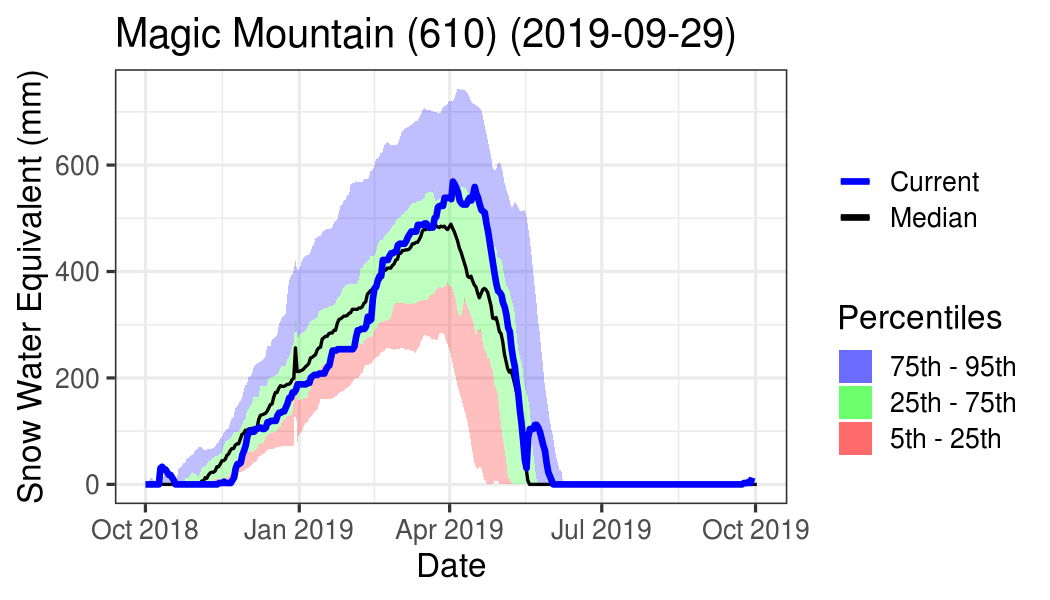 Magic Mountain (610) (2019-09-29)
Snow Water Equivalent (mm)
600
400
200
0
Oct 2018
Jan 2019
Apr 2019
Jul 2019
Oct 2019
Date
Current
Median
Percentiles
75th - 95th
25th - 75th
5th - 25th